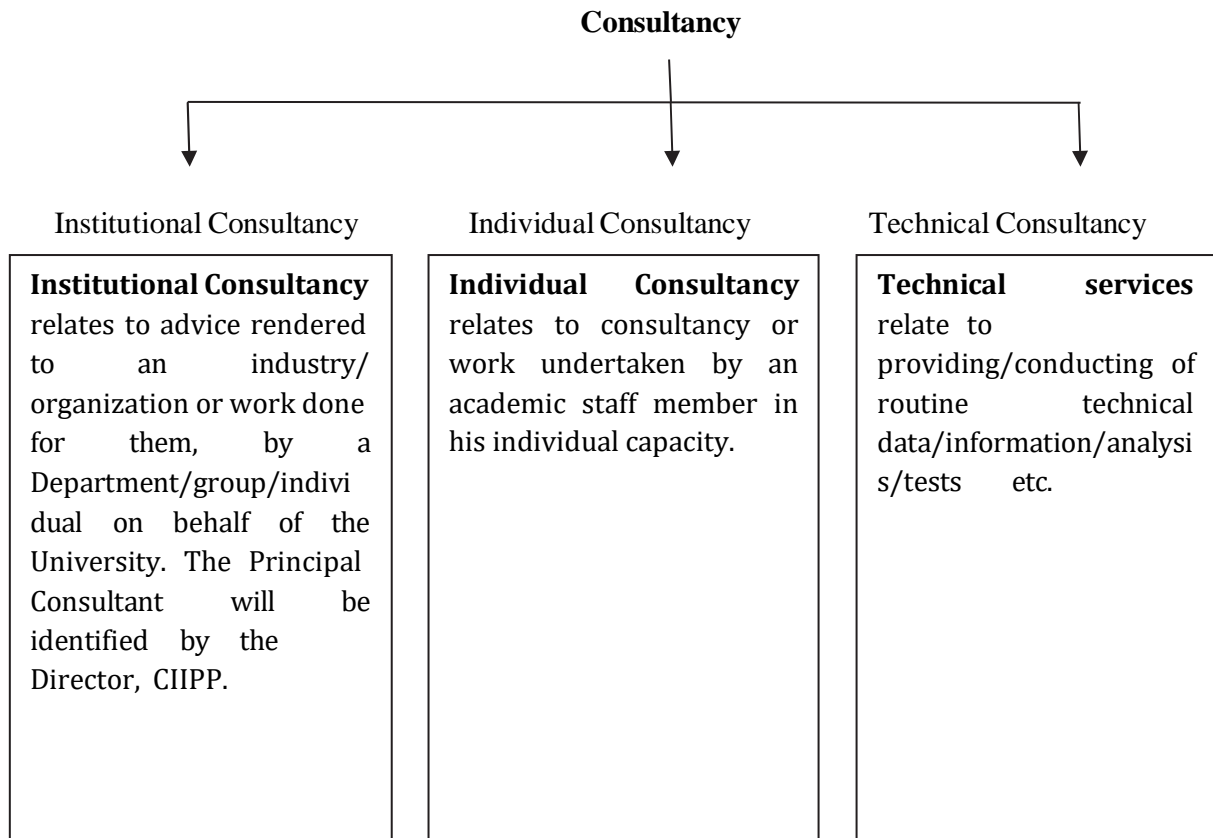 Consultancy
Institutional Consultancy
Individual Consultancy
Technical Consultancy
Institutional Consultancy
relates to advice rendered
to an industry/
organization or work done
for them, by a
Department/group/indivi
dual on behalf of the
University. The Principal
Consultant will be
identified by the
Director, CIIPP.
Individual Consultancy
relates to consultancy or
work undertaken by an
academic staff member in
his individual capacity.
Technical services
relate to
providing/conducting of
routine technical
data/information/analysi
s/tests etc.